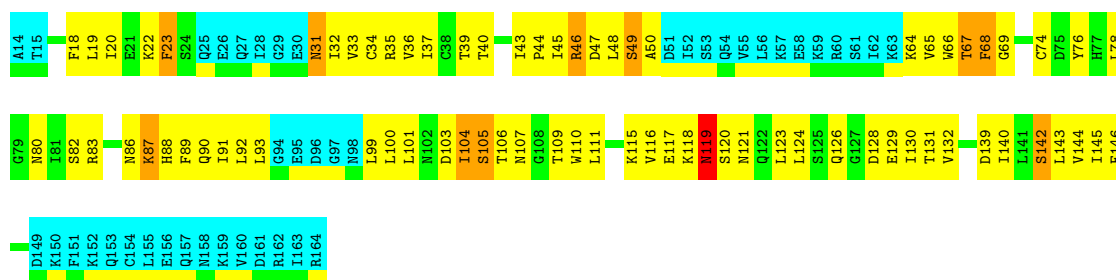 A14 T15 F18 L19 I20 E21 K22 F23 S24 Q25 E26 Q27 I28 G29 E30 N31 I32 V33 C34 R35 V36 I37 C38 T39 T40 I43 P44 I45 R46 D47 L48 S49 A50 D51 I52 S53 Q54 V55 L56 K57 E58 K59 R60 S61 I62 K63 K64 V65 W66 T67 F68 G69 C74 D75 Y76 H77 L78
G79 N80 I81 S82 R83 N86 K87 H88 F89 Q90 I91 L92 L93 G94 E95 D96 G97 N98 L99 L100 L101 N102 D103 I104 S105 T106 N107 G108 T109 W110 L111 K115 V116 E117 K118 N119 S120 N121 Q122 L123 L124 S125 Q126 G127 D128 E129 I130 T131 V132 D139 I140 L141 S142 L143 V144 I145 F146
D149 K150 F151 K152 Q153 C154 L155 E156 Q157 N158 K159 V160 D161 R162 I163 R164